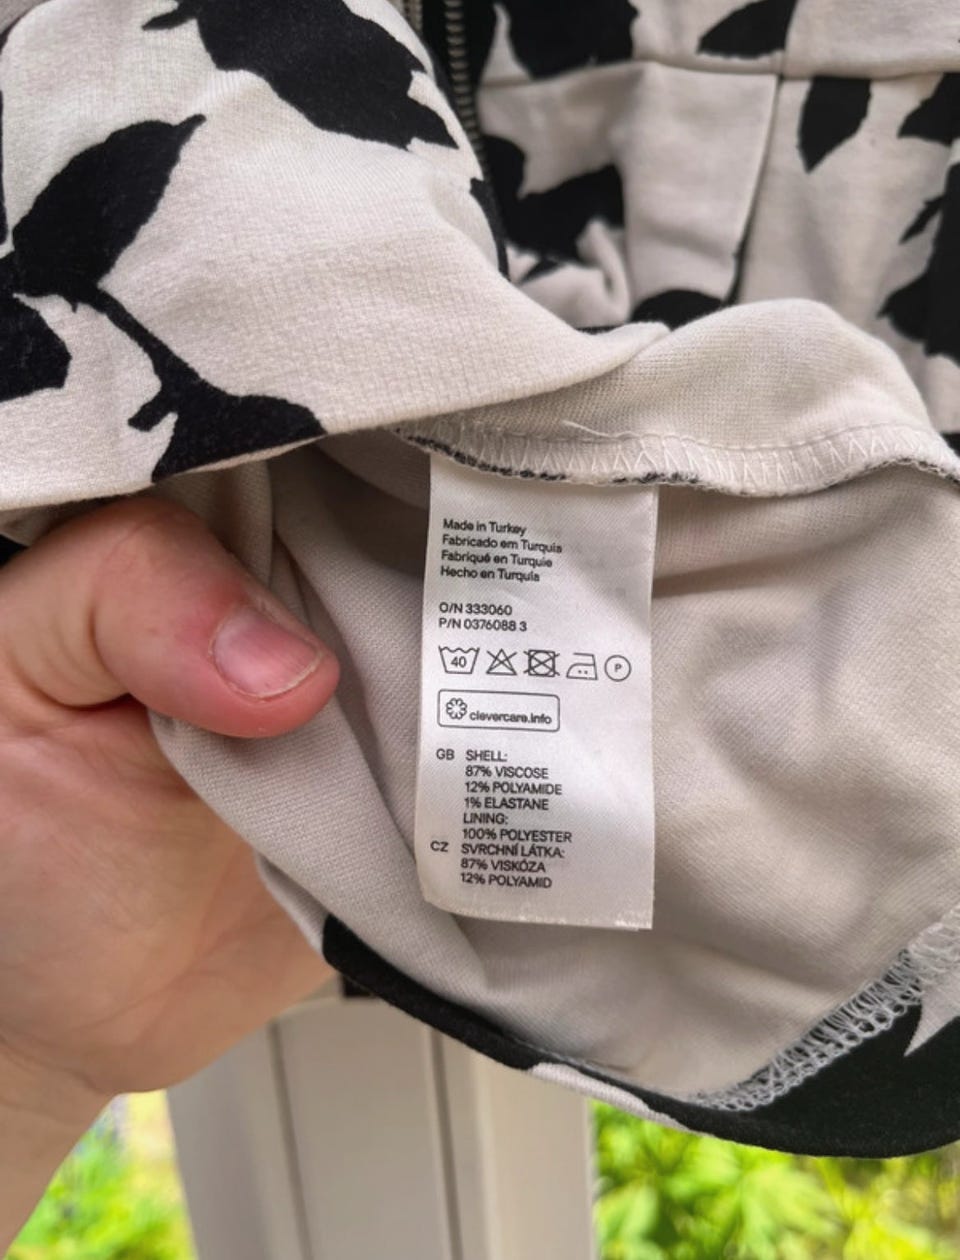 Made in Turkey
Fabricado em Turquia
Fabriqué en Turquie
Hecho en Turquía
O/N 333060
P/N 0376088 3
40 P
clevercare.info
GB SHELL:
87% VISCOSE
12% POLYAMIDE
1% ELASTANE
LINING:
100% POLYESTER
CZ SVRCHNÍ LÁTKA:
87% VISKÓZA
12% POLYAMID